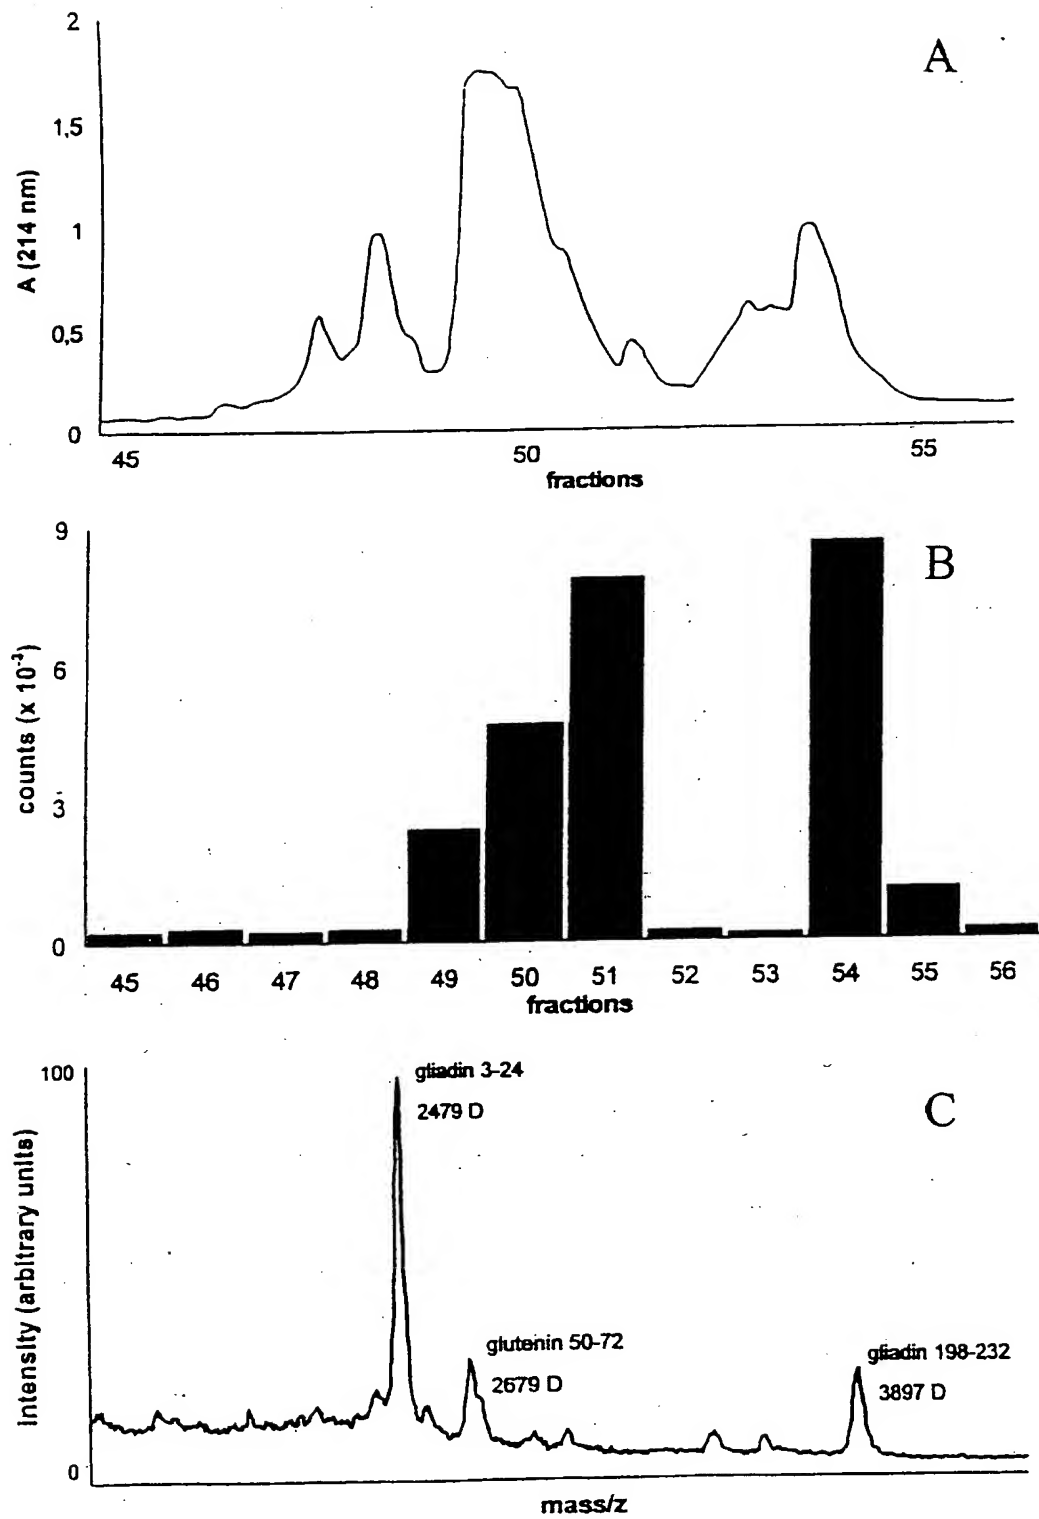 A
2
1,5
1
0,5
0
A (214 nm)
45
50
55
fractions
B
9
6
3
0
counts (x 10⁻³)
45 46 47 48 49 50 51 52 53 54 55 56
fractions
C
100
0
Intensity (arbitrary units)
gliadin 3-24
2479 D
glutenin 50-72
2679 D
gliadin 198-232
3897 D
mass/z